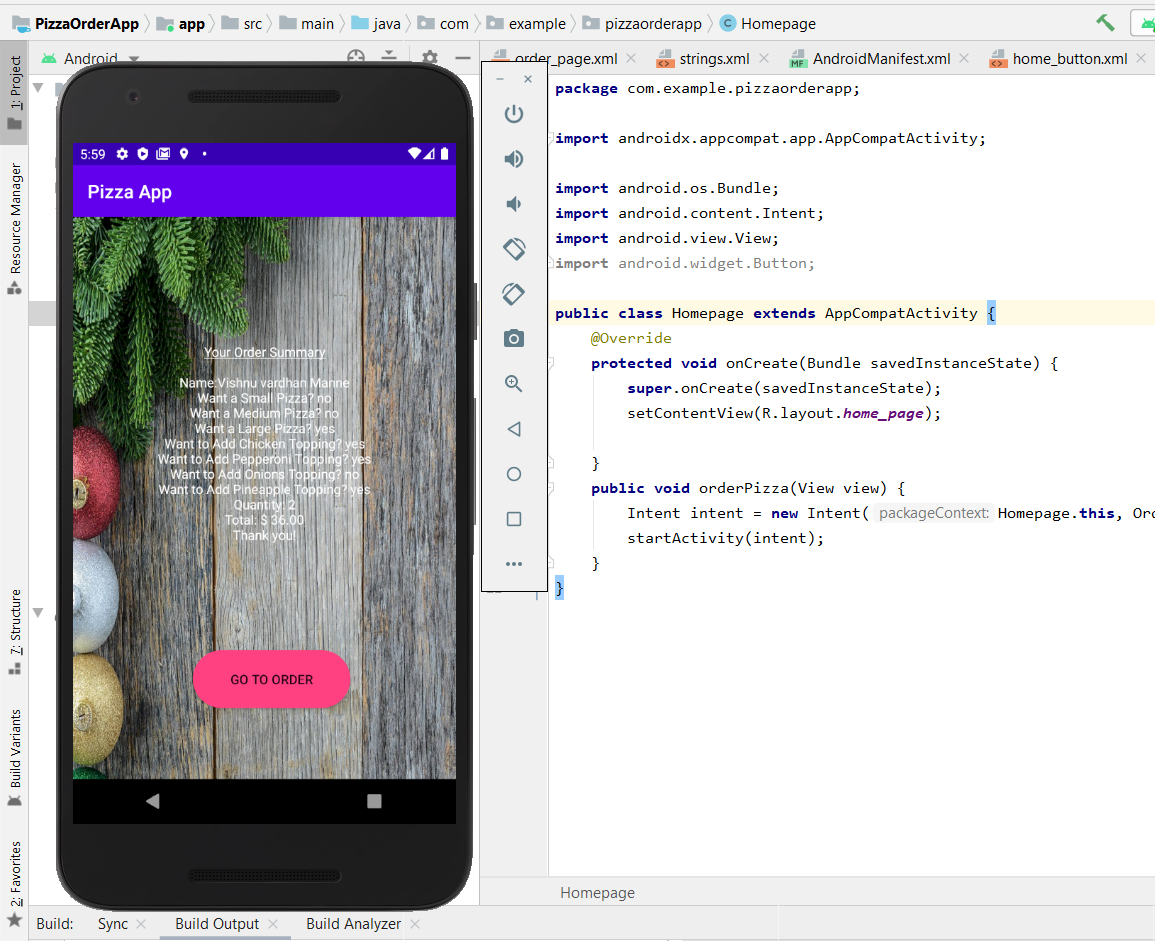 PizzaOrderApp app src main java com example pizzaorderapp C Homepage
Android
order_page.xml strings.xml MF AndroidManifest.xml home_button.xml
1: Project
Resource Manager
7: Structure
Build Variants
2: Favorites
5:59
Pizza App
Your Order Summary
Name:Vishnu vardhan Manne
Want a Small Pizza? no
Want a Medium Pizza? no
Want a Large Pizza? yes
Want to Add Chicken Topping? yes
Want to Add Pepperoni Topping? yes
Want to Add Onions Topping? no
Want to Add Pineapple Topping? yes
Quantity: 2
Total: $ 36.00
Thank you!
GO TO ORDER
package com.example.pizzaorderapp;
import androidx.appcompat.app.AppCompatActivity;
import android.os.Bundle;
import android.content.Intent;
import android.view.View;
import android.widget.Button;
public class Homepage extends AppCompatActivity {
@Override
protected void onCreate(Bundle savedInstanceState) {
super.onCreate(savedInstanceState);
setContentView(R.layout.home_page);
}
public void orderPizza(View view) {
Intent intent = new Intent( packageContext: Homepage.this, Ord
startActivity(intent);
}
}
Homepage
Build: Sync Build Output Build Analyzer